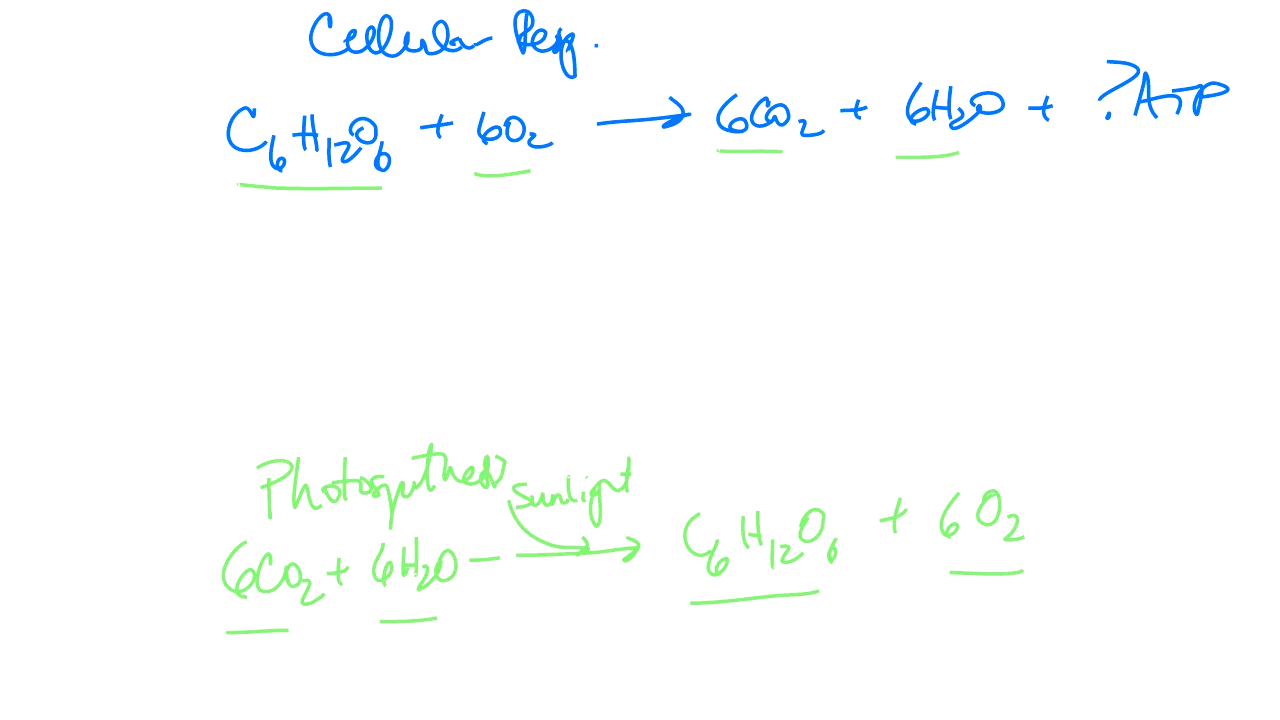 Cellular Resp.
C₆H₁₂O₆ + 6O₂ → 6CO₂ + 6H₂O + ?ATP
Photosynthesis sunlight
6CO₂ + 6H₂O → C₆H₁₂O₆ + 6O₂